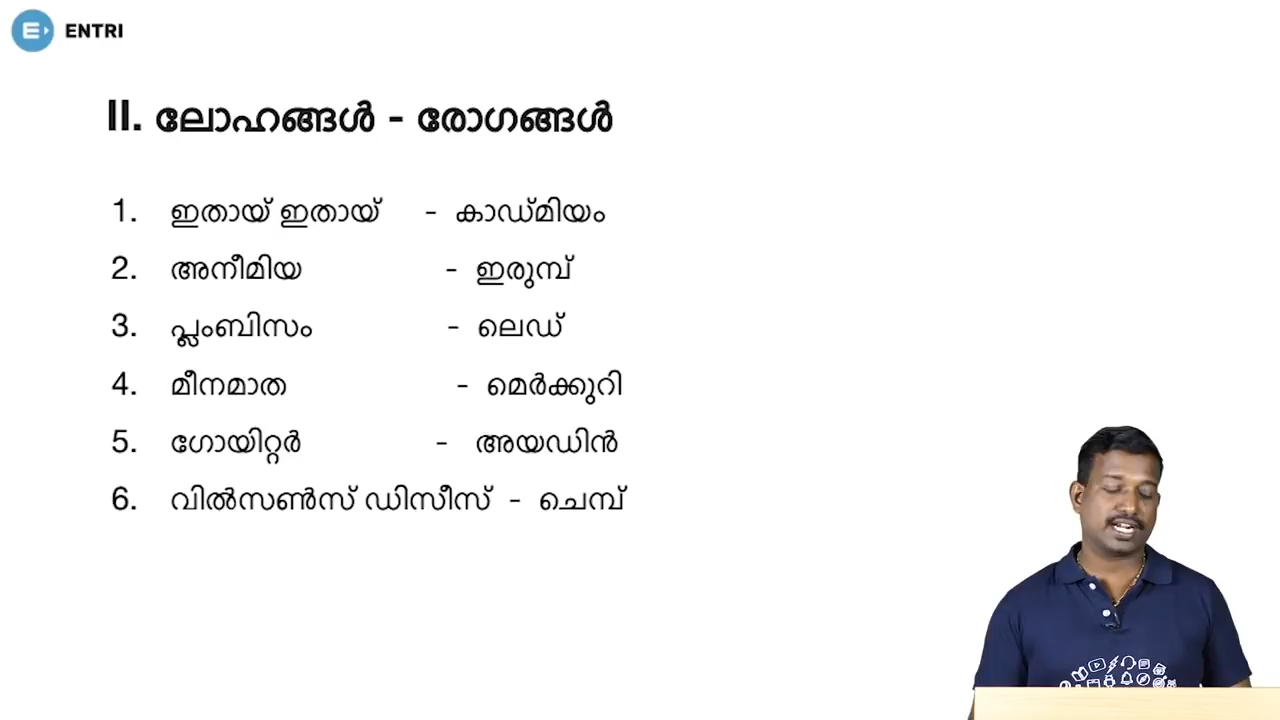 ENTRI
II. ലോഹങ്ങൾ - രോഗങ്ങൾ
1. ഇതായ് ഇതായ് - കാഡ്മിയം
2. അനീമിയ - ഇരുമ്പ്
3. പ്ലംബിസം - ലെഡ്
4. മീനമാത - മെർക്കുറി
5. ഗോയിറ്റർ - അയഡിൻ
6. വിൽസൺസ് ഡിസീസ് - ചെമ്പ്